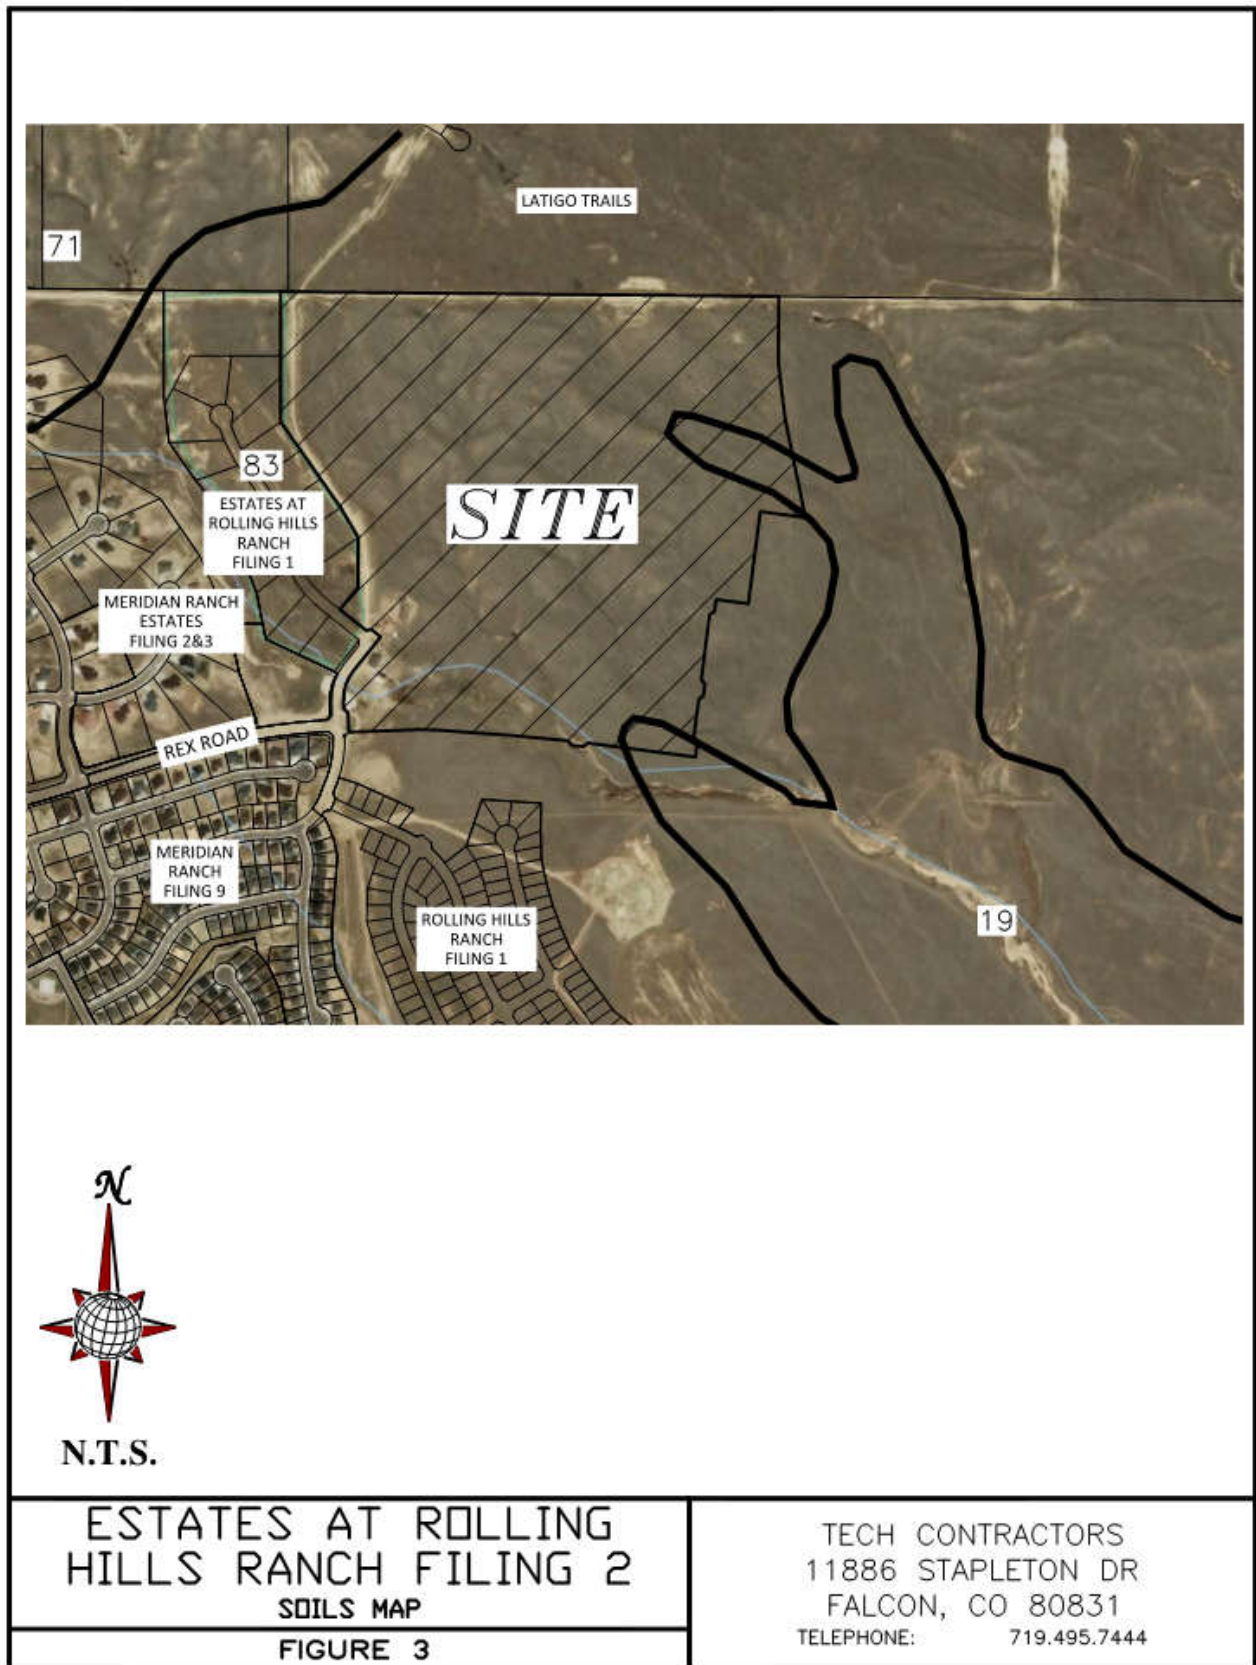 LATIGO TRAILS
71
83
ESTATES AT
ROLLING HILLS
RANCH
FILING 1
SITE
MERIDIAN RANCH
ESTATES
FILING 2&3
REX ROAD
MERIDIAN
RANCH
FILING 9
ROLLING HILLS
RANCH
FILING 1
19
N
N.T.S.
ESTATES AT ROLLING
HILLS RANCH FILING 2
SOILS MAP
FIGURE 3
TECH CONTRACTORS
11886 STAPLETON DR
FALCON, CO 80831
TELEPHONE: 719.495.7444